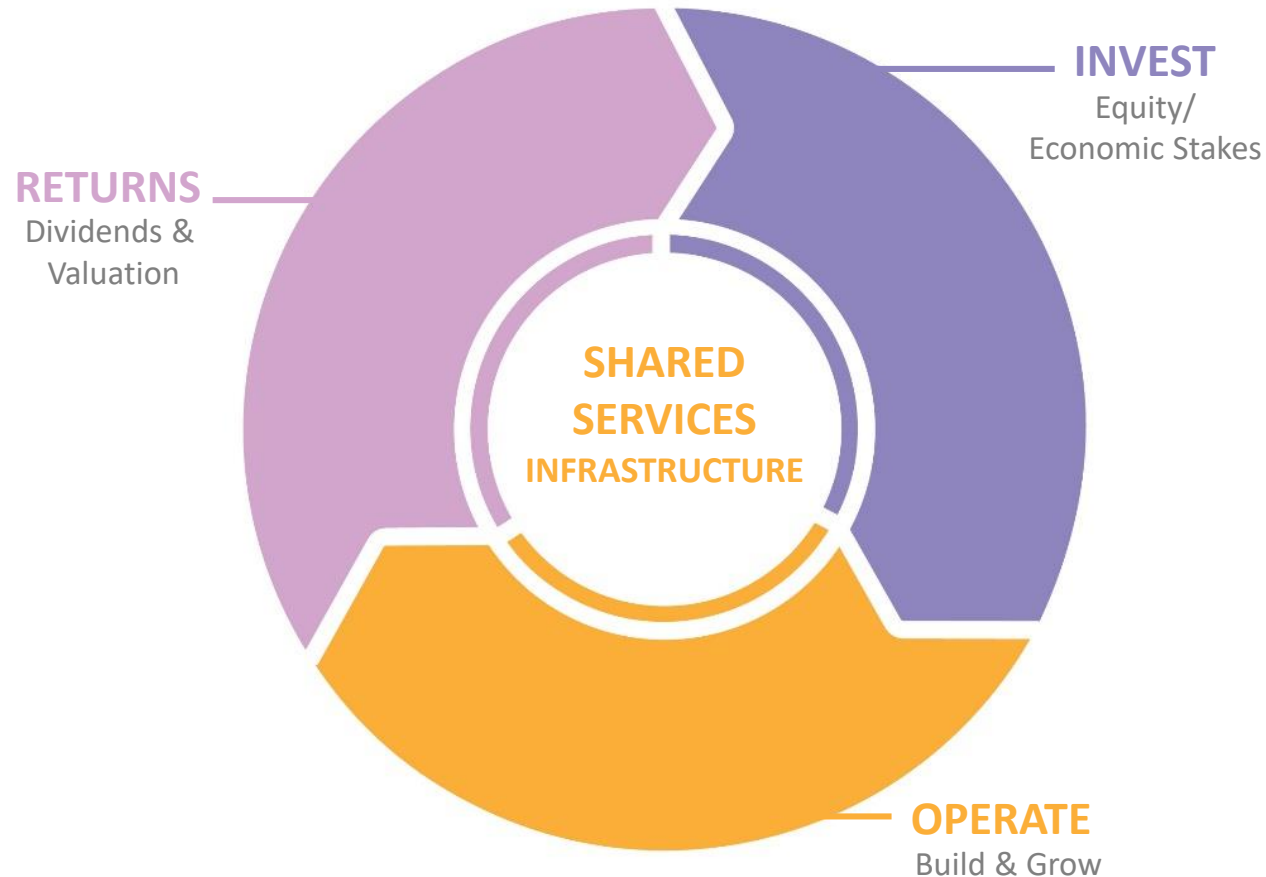 INVEST
Equity/
Economic Stakes
RETURNS
Dividends &
Valuation
SHARED
SERVICES
INFRASTRUCTURE
OPERATE
Build & Grow